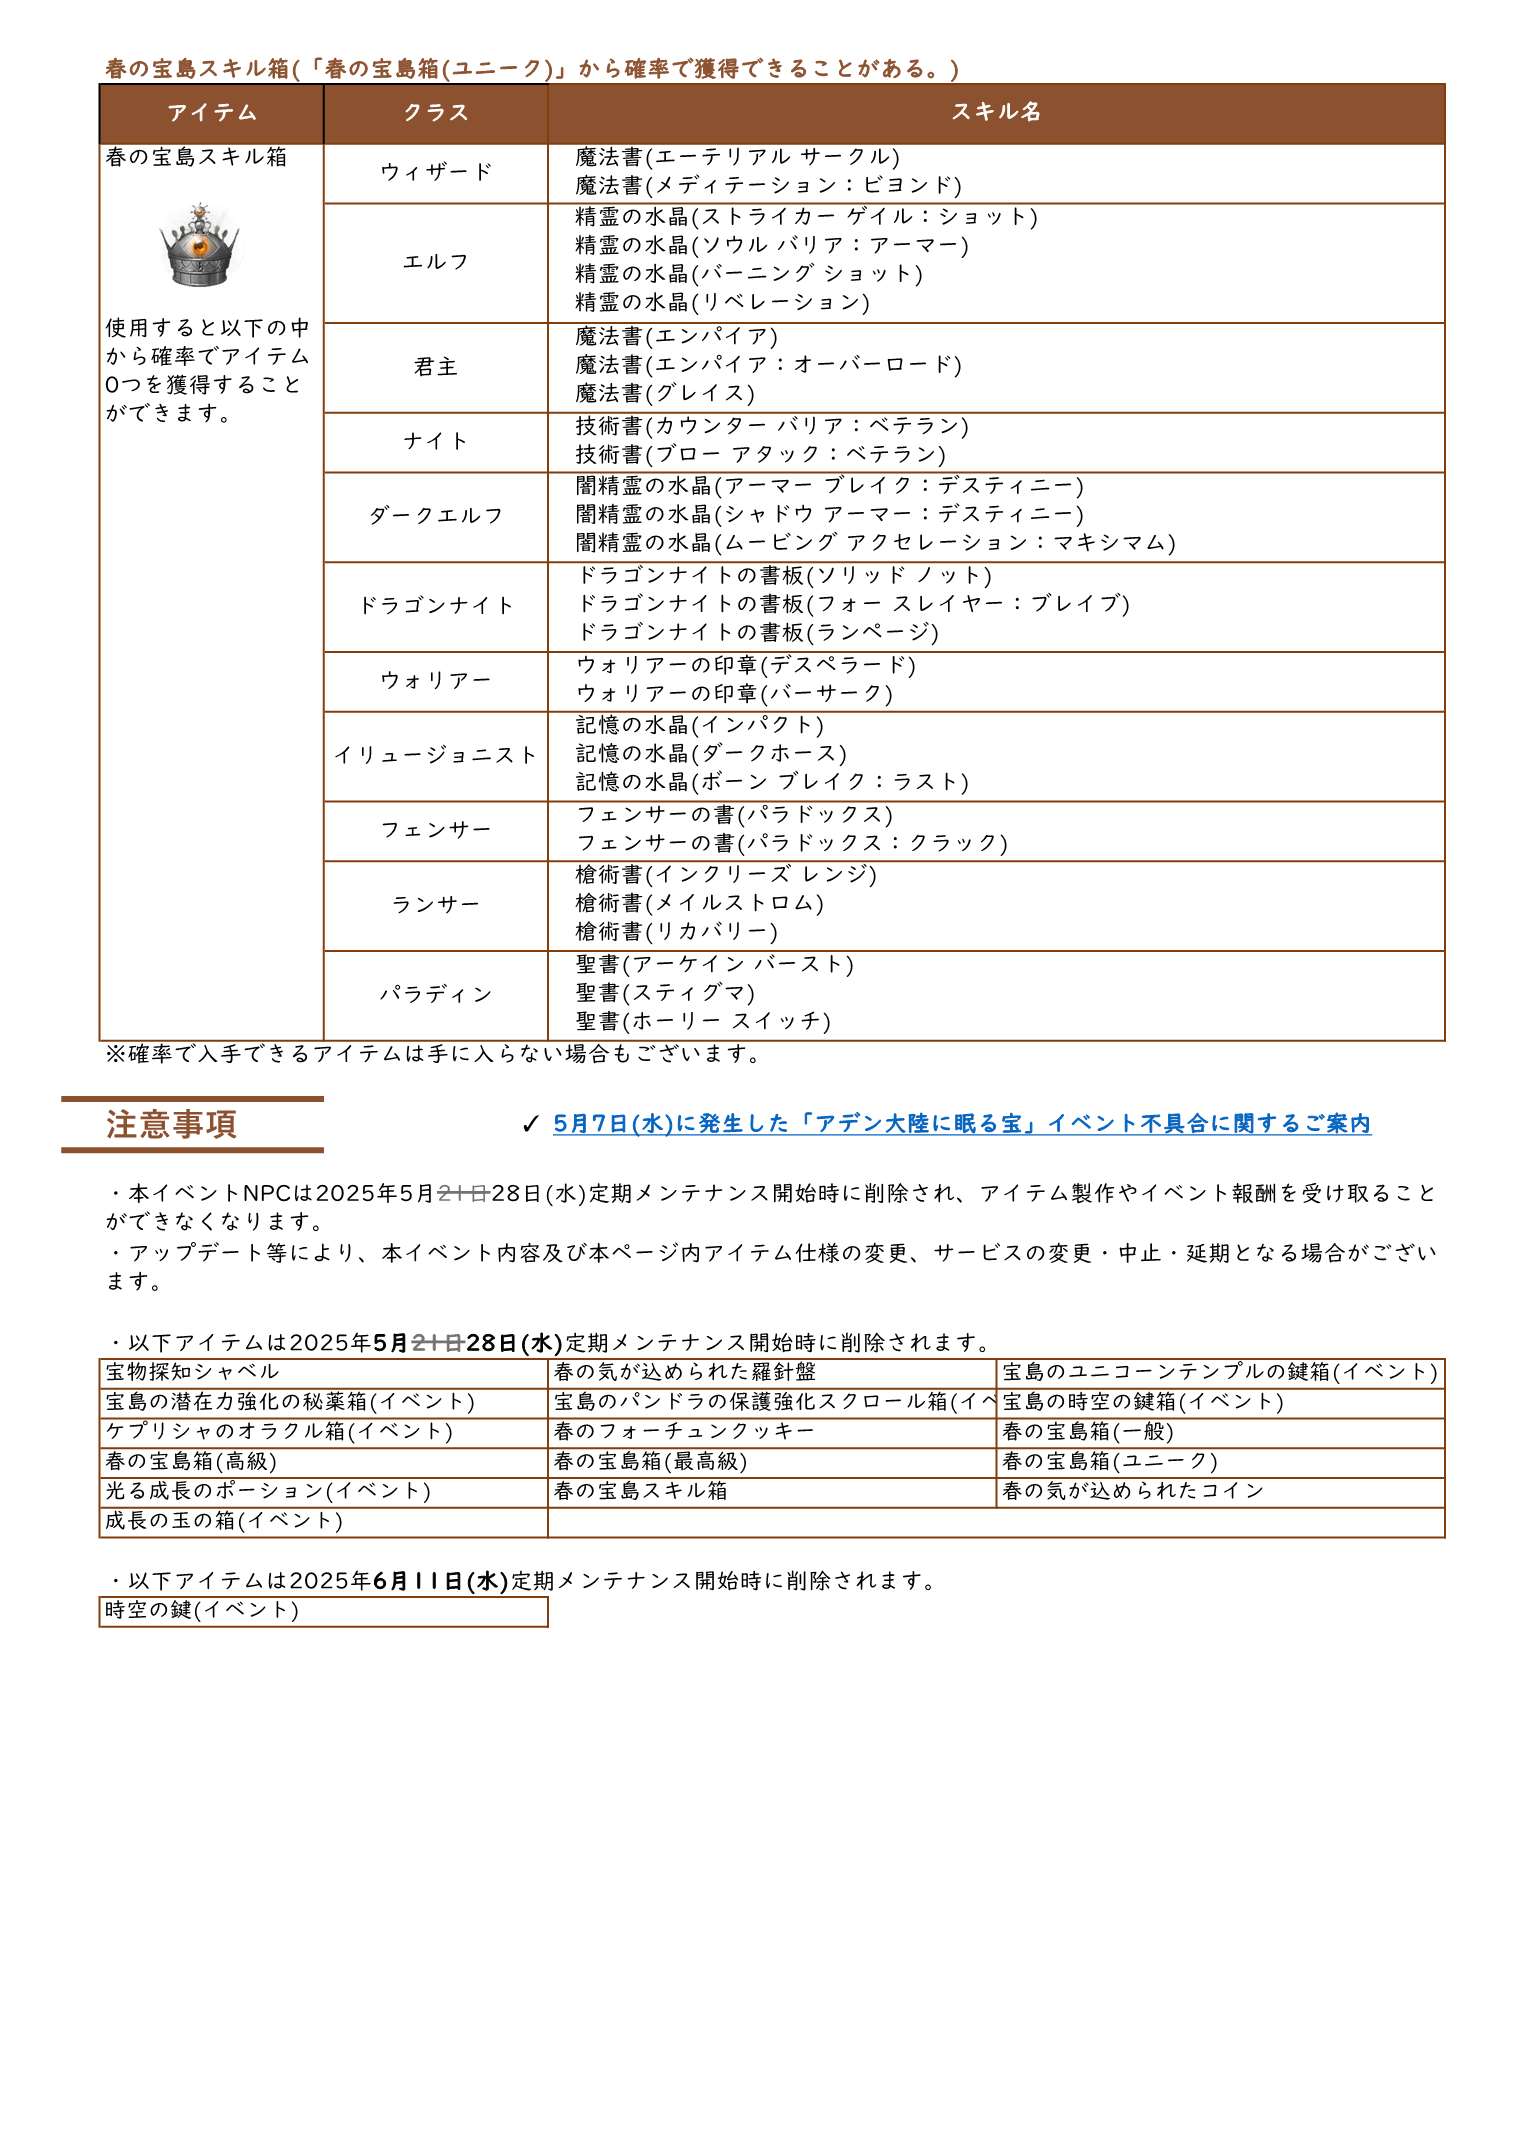 春の宝島スキル箱(「春の宝島箱(ユニーク)」から確率で獲得できることがある。)
アイテム クラス スキル名
春の宝島スキル箱
使用すると以下の中
から確率でアイテム
0つを獲得すること
ができます。
ウィザード
魔法書(エーテリアル サークル)
魔法書(メディテーション：ビヨンド)
エルフ
精霊の水晶(ストライカー ゲイル：ショット)
精霊の水晶(ソウル バリア：アーマー)
精霊の水晶(バーニング ショット)
精霊の水晶(リベレーション)
君主
魔法書(エンパイア)
魔法書(エンパイア：オーバーロード)
魔法書(グレイス)
ナイト
技術書(カウンター バリア：ベテラン)
技術書(ブロー アタック：ベテラン)
ダークエルフ
闇精霊の水晶(アーマー ブレイク：デスティニー)
闇精霊の水晶(シャドウ アーマー：デスティニー)
闇精霊の水晶(ムービング アクセレーション：マキシマム)
ドラゴンナイト
ドラゴンナイトの書板(ソリッド ノット)
ドラゴンナイトの書板(フォー スレイヤー：ブレイブ)
ドラゴンナイトの書板(ランページ)
ウォリアー
ウォリアーの印章(デスペラード)
ウォリアーの印章(バーサーク)
イリュージョニスト
記憶の水晶(インパクト)
記憶の水晶(ダークホース)
記憶の水晶(ボーン ブレイク：ラスト)
フェンサー
フェンサーの書(パラドックス)
フェンサーの書(パラドックス：クラック)
ランサー
槍術書(インクリーズ レンジ)
槍術書(メイルストロム)
槍術書(リカバリー)
パラディン
聖書(アーケイン バースト)
聖書(スティグマ)
聖書(ホーリー スイッチ)
※確率で入手できるアイテムは手に入らない場合もございます。
注意事項
✓ 5月7日(水)に発生した「アデン大陸に眠る宝」イベント不具合に関するご案内
・本イベントNPCは2025年5月21日28日(水)定期メンテナンス開始時に削除され、アイテム製作やイベント報酬を受け取ること
ができなくなります。
・アップデート等により、本イベント内容及び本ページ内アイテム仕様の変更、サービスの変更・中止・延期となる場合がござい
ます。
・以下アイテムは2025年5月21日28日(水)定期メンテナンス開始時に削除されます。
宝物探知シャベル 春の気が込められた羅針盤 宝島のユニコーンテンプルの鍵箱(イベント)
宝島の潜在力強化の秘薬箱(イベント) 宝島のパンドラの保護強化スクロール箱(イベ 宝島の時空の鍵箱(イベント)
ケプリシャのオラクル箱(イベント) 春のフォーチュンクッキー 春の宝島箱(一般)
春の宝島箱(高級) 春の宝島箱(最高級) 春の宝島箱(ユニーク)
光る成長のポーション(イベント) 春の宝島スキル箱 春の気が込められたコイン
成長の玉の箱(イベント)
・以下アイテムは2025年6月11日(水)定期メンテナンス開始時に削除されます。
時空の鍵(イベント)